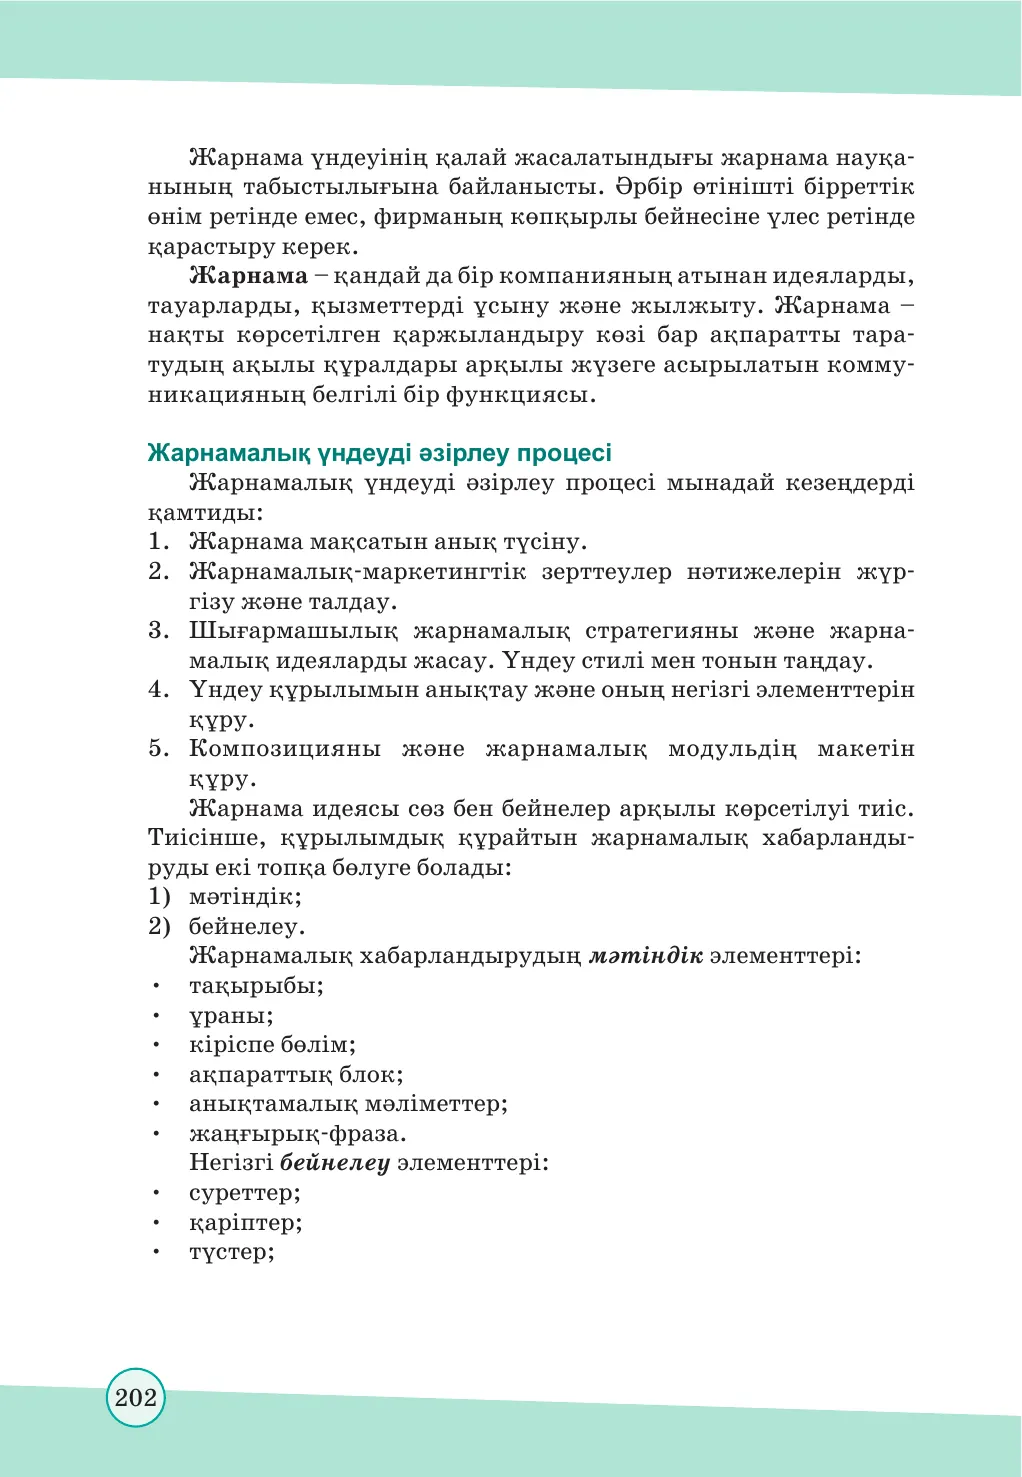 Жарнама үндеуінің қалай жасалатындығы жарнама науқа-
нының табыстылығына байланысты. Әрбір өтінішті бірреттік
өнім ретінде емес, фирманың көпқырлы бейнесіне үлес ретінде
қарастыру керек.
Жарнама – қандай да бір компанияның атынан идеяларды,
тауарларды, қызметтерді ұсыну және жылжыту. Жарнама –
нақты көрсетілген қаржыландыру көзі бар ақпаратты тара-
тудың ақылы құралдары арқылы жүзеге асырылатын комму-
никацияның белгілі бір функциясы.
Жарнамалық үндеуді әзірлеу процесі
Жарнамалық үндеуді әзірлеу процесі мынадай кезеңдерді
қамтиды:
1. Жарнама мақсатын анық түсіну.
2. Жарнамалық-маркетингтік зерттеулер нәтижелерін жүр-
гізу және талдау.
3. Шығармашылық жарнамалық стратегияны және жарна-
малық идеяларды жасау. Үндеу стилі мен тонын таңдау.
4. Үндеу құрылымын анықтау және оның негізгі элементтерін
құру.
5. Композицияны және жарнамалық модульдің макетін
құру.
Жарнама идеясы сөз бен бейнелер арқылы көрсетілуі тиіс.
Тиісінше, құрылымдық құрайтын жарнамалық хабарланды-
руды екі топқа бөлуге болады:
1) мәтіндік;
2) бейнелеу.
Жарнамалық хабарландырудың мәтіндік элементтері:
• тақырыбы;
• ұраны;
• кіріспе бөлім;
• ақпараттық блок;
• анықтамалық мәліметтер;
• жаңғырық-фраза.
Негізгі бейнелеу элементтері:
• суреттер;
• қаріптер;
• түстер;
202